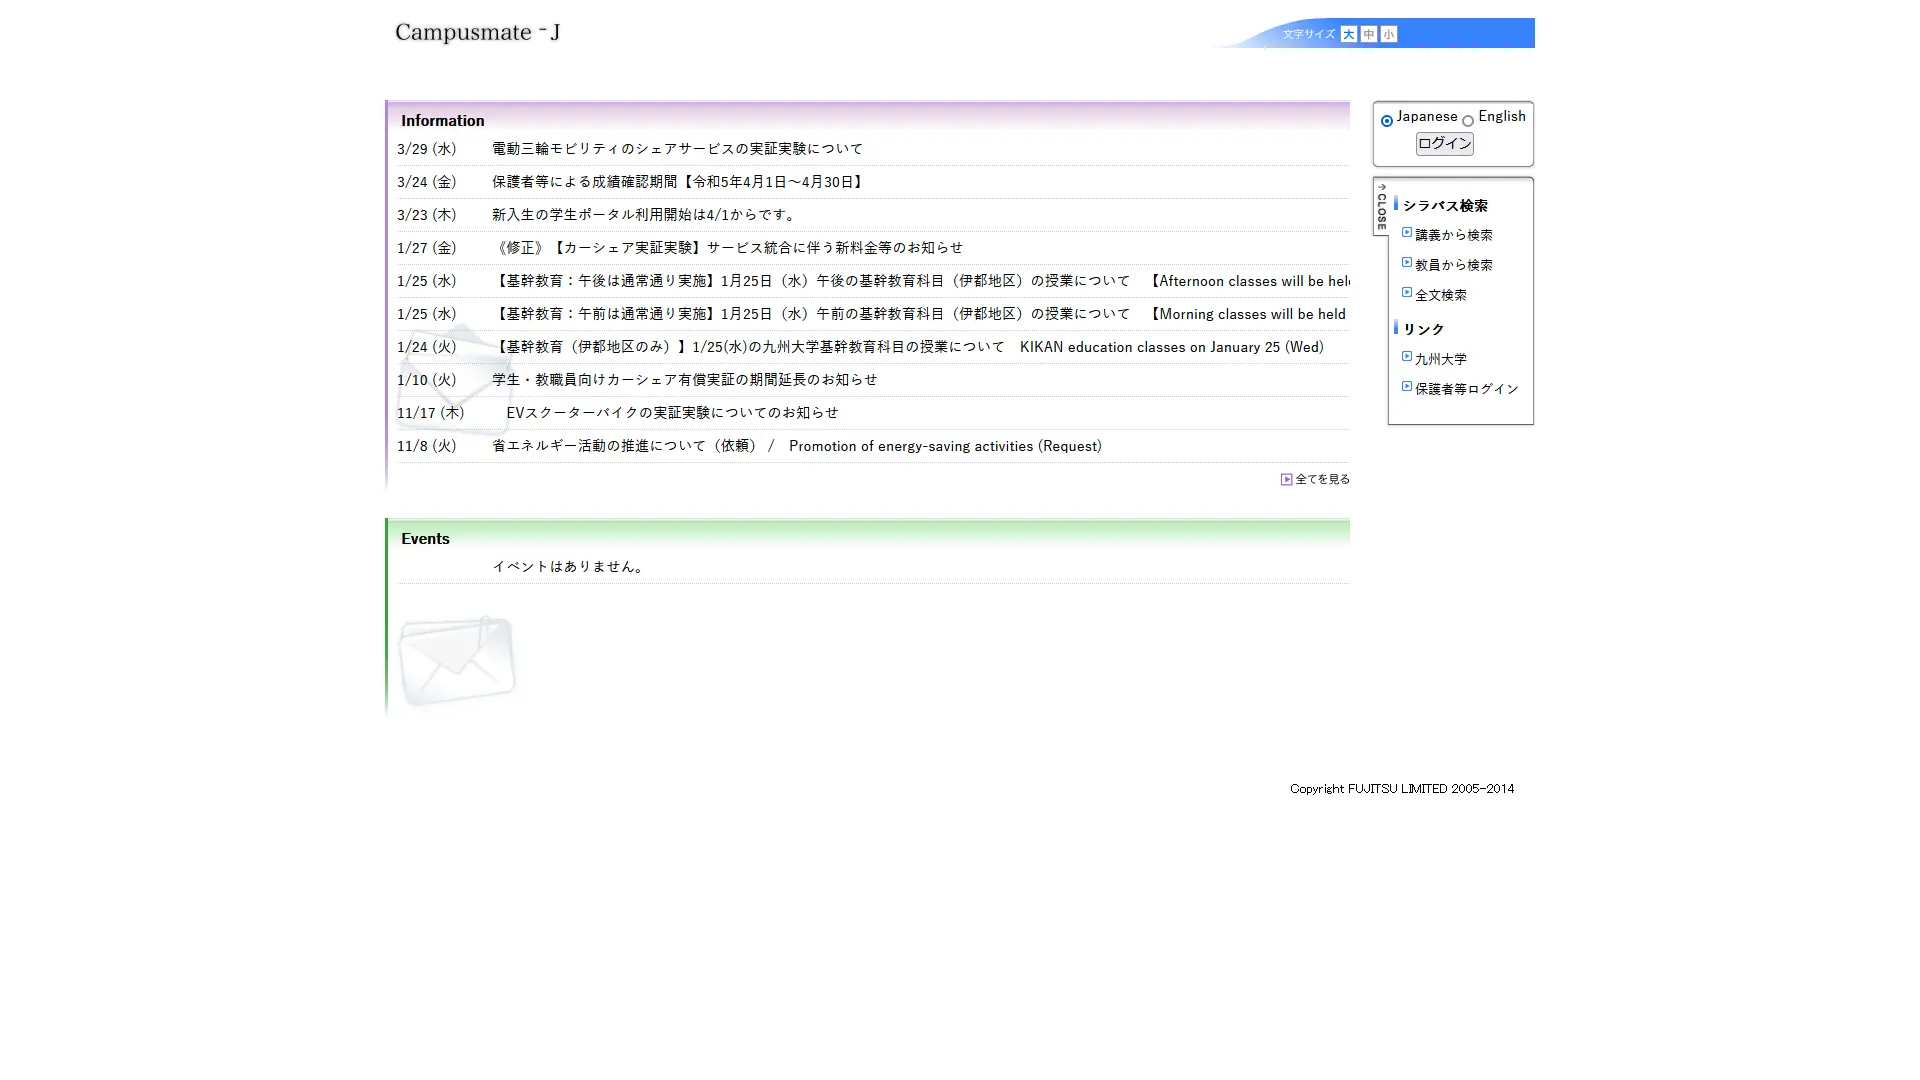 Campusmate-J
文字サイズ 大 中 小
Information
3/29 (水) 電動三輪モビリティのシェアサービスの実証実験について
3/24 (金) 保護者等による成績確認期間【令和5年4月1日～4月30日】
3/23 (木) 新入生の学生ポータル利用開始は4/1からです。
1/27 (金) 《修正》【カーシェア実証実験】サービス統合に伴う新料金等のお知らせ
1/25 (水) 【基幹教育：午後は通常通り実施】1月25日（水）午後の基幹教育科目（伊都地区）の授業について　【Afternoon classes will be held
1/25 (水) 【基幹教育：午前は通常通り実施】1月25日（水）午前の基幹教育科目（伊都地区）の授業について　【Morning classes will be held
1/24 (火) 【基幹教育（伊都地区のみ）】1/25(水)の九州大学基幹教育科目の授業について　KIKAN education classes on January 25 (Wed)
1/10 (火) 学生・教職員向けカーシェア有償実証の期間延長のお知らせ
11/17 (木) EVスクーターバイクの実証実験についてのお知らせ
11/8 (火) 省エネルギー活動の推進について（依頼） /　Promotion of energy-saving activities (Request)
全てを見る
Events
イベントはありません。
Japanese English
ログイン
CLOSE
シラバス検索
講義から検索
教員から検索
全文検索
リンク
九州大学
保護者等ログイン
Copyright FUJITSU LIMITED 2005-2014